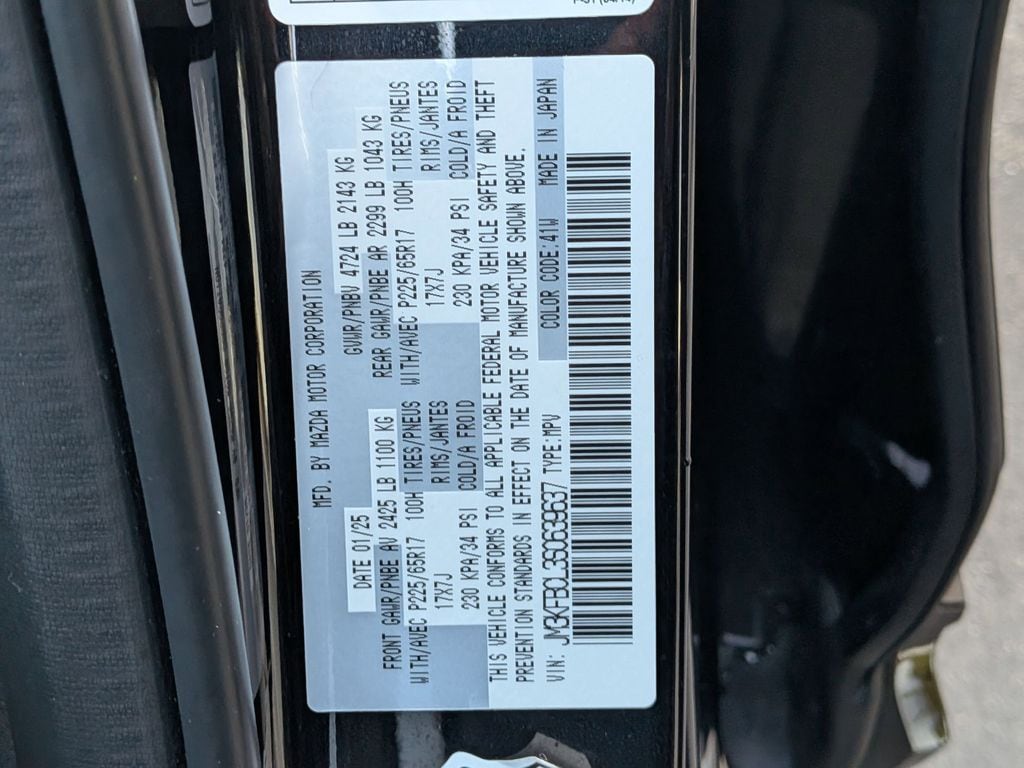 MFD. BY MAZDA MOTOR CORPORATION
DATE 01/25 GVWR/PNBV 4724 LB 2143 KG
FRONT GAWR/PNBE AV 2425 LB 1100 KG REAR GAWR/PNBE AR 2299 LB 1043 KG
WITH/AVEC P225/65R17 100H TIRES/PNEUS WITH/AVEC P225/65R17 100H TIRES/PNEUS
17X7J RIMS/JANTES 17X7J RIMS/JANTES
230 KPA/34 PSI COLD/A FROID 230 KPA/34 PSI COLD/A FROID
THIS VEHICLE CONFORMS TO ALL APPLICABLE FEDERAL MOTOR VEHICLE SAFETY AND THEFT
PREVENTION STANDARDS IN EFFECT ON THE DATE OF MANUFACTURE SHOWN ABOVE.
VIN: JM3KFBCL3S0639637 TYPE:MPV COLOR CODE:41W MADE IN JAPAN